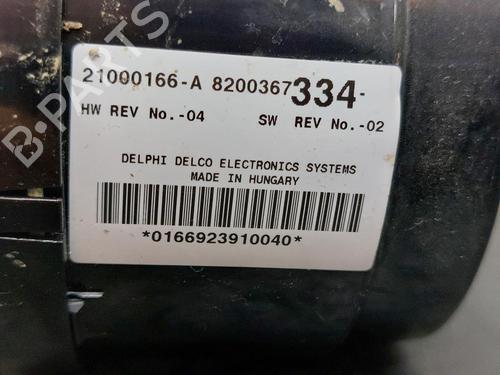 B-PARTS
21000166-A 8200367334-
HW REV No.-04 SW REV No.-02
DELPHI DELCO ELECTRONICS SYSTEMS
MADE IN HUNGARY
*0166923910040*